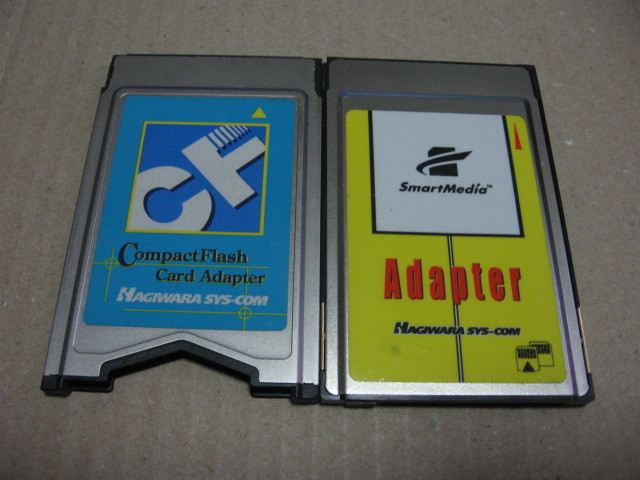 CF
CompactFlash
Card Adapter
HAGIWARA SYS-COM
SmartMedia™
Adapter
HAGIWARA SYS-COM